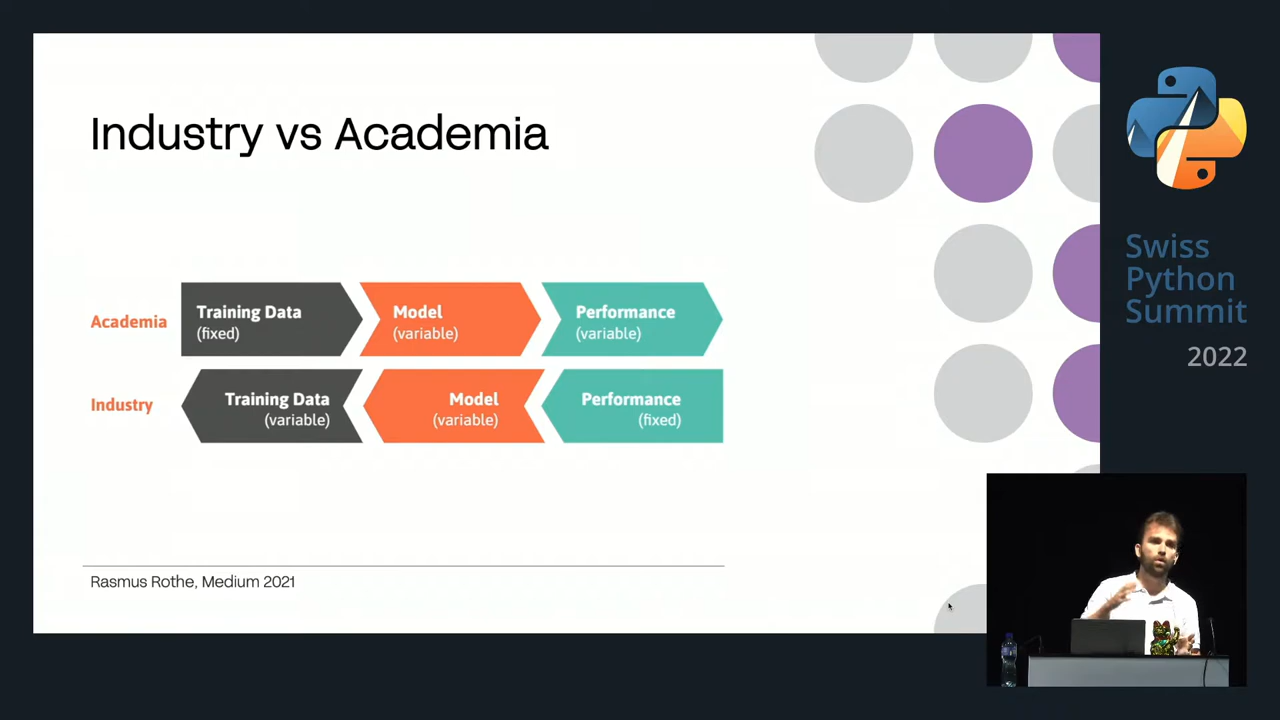 Industry vs Academia
Academia
Training Data
(fixed)
Model
(variable)
Performance
(variable)
Industry
Training Data
(variable)
Model
(variable)
Performance
(fixed)
Rasmus Rothe, Medium 2021
Swiss
Python
Summit
2022